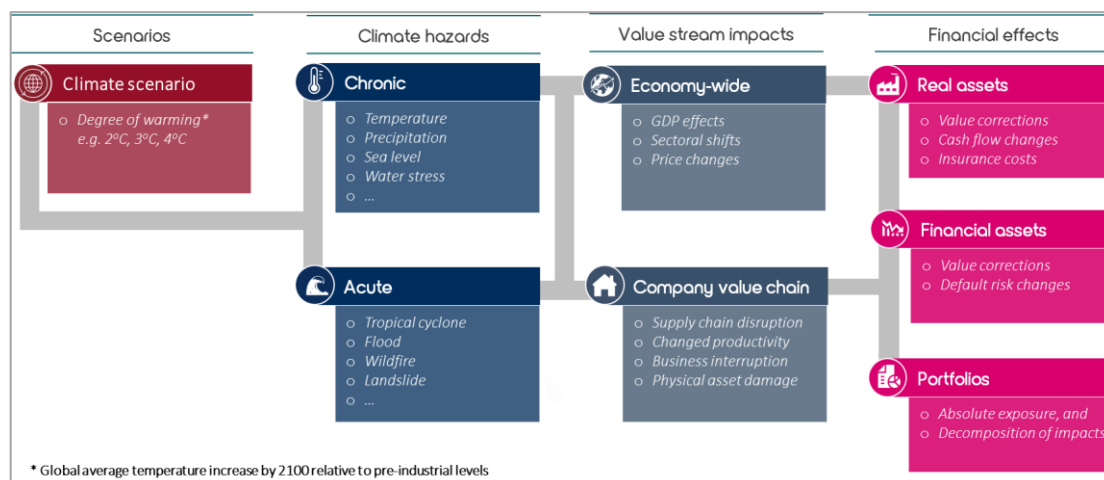 Scenarios
Climate hazards
Value stream impacts
Financial effects
Climate scenario
o Degree of warming*
e.g. 2ºC, 3ºC, 4ºC
Chronic
o Temperature
o Precipitation
o Sea level
o Water stress
o ...
Acute
o Tropical cyclone
o Flood
o Wildfire
o Landslide
o ...
Economy-wide
o GDP effects
o Sectoral shifts
o Price changes
Company value chain
o Supply chain disruption
o Changed productivity
o Business interruption
o Physical asset damage
Real assets
o Value corrections
o Cash flow changes
o Insurance costs
Financial assets
o Value corrections
o Default risk changes
Portfolios
o Absolute exposure, and
o Decomposition of impacts
* Global average temperature increase by 2100 relative to pre-industrial levels